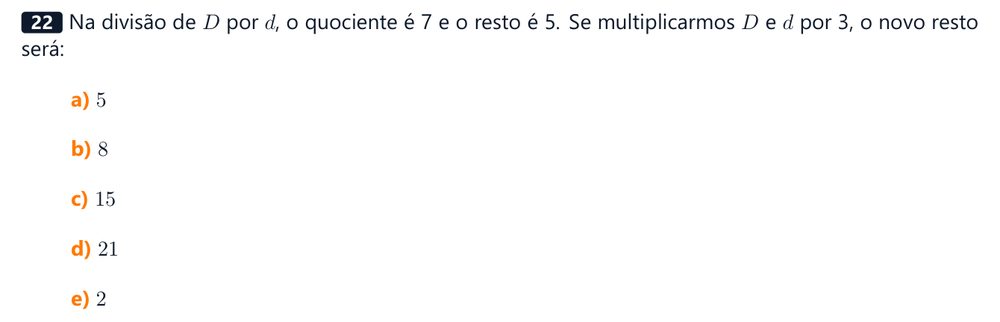 22 Na divisão de D por d, o quociente é 7 e o resto é 5. Se multiplicarmos D e d por 3, o novo resto
será:
a) 5
b) 8
c) 15
d) 21
e) 2